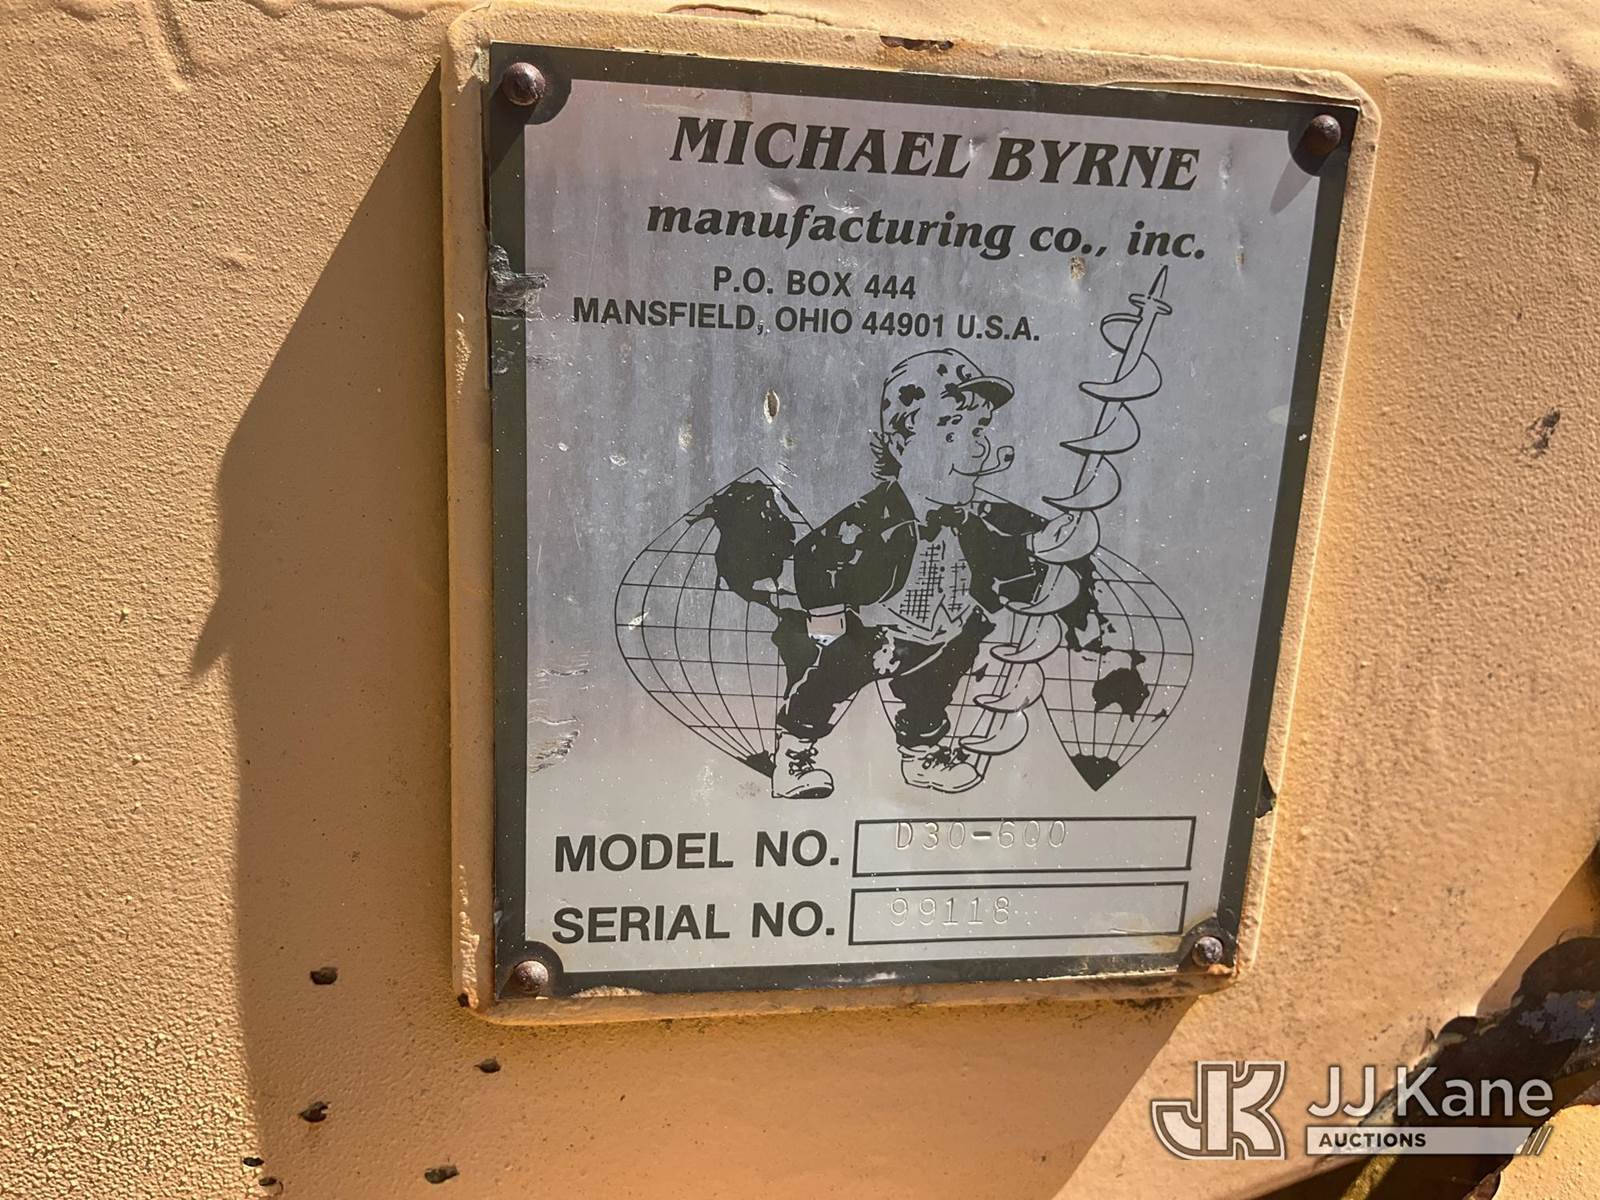 MICHAEL BYRNE
manufacturing co., inc.
P.O. BOX 444
MANSFIELD, OHIO 44901 U.S.A.
MODEL NO. D30-600
SERIAL NO. 99118
JK JJ Kane
AUCTIONS